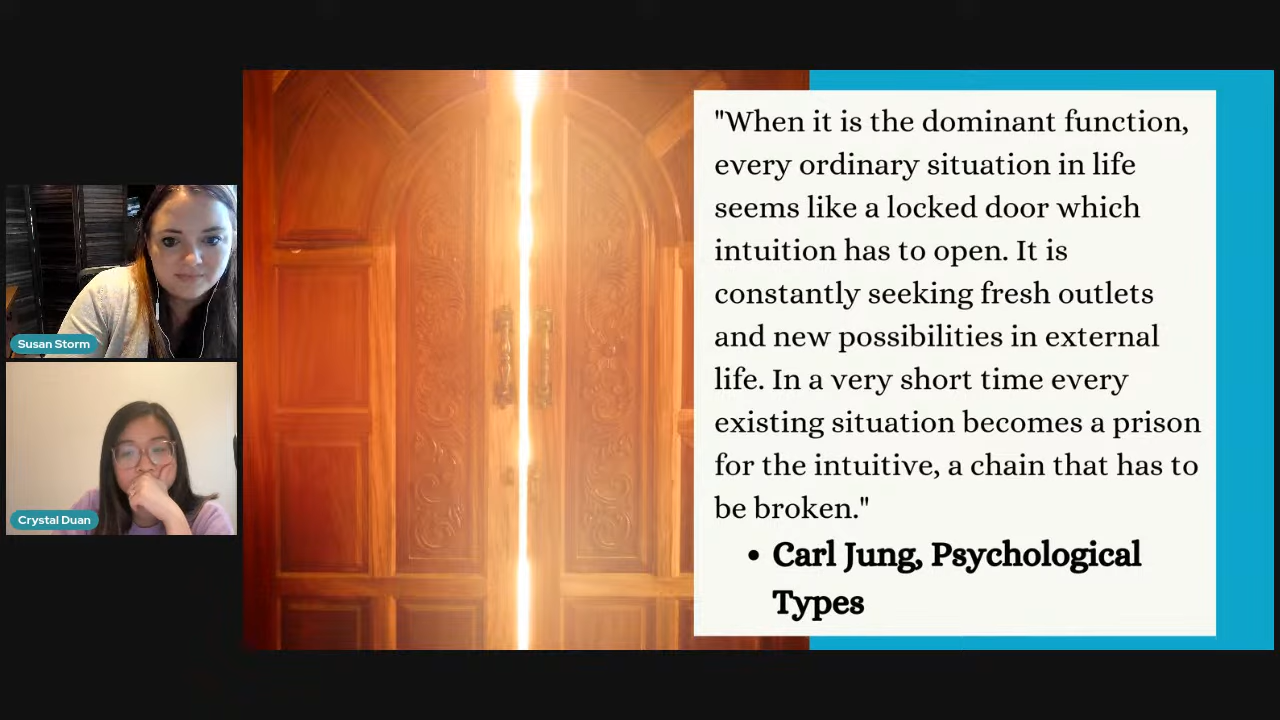 Susan Storm
Crystal Duan
"When it is the dominant function,
every ordinary situation in life
seems like a locked door which
intuition has to open. It is
constantly seeking fresh outlets
and new possibilities in external
life. In a very short time every
existing situation becomes a prison
for the intuitive, a chain that has to
be broken."
• Carl Jung, Psychological
Types